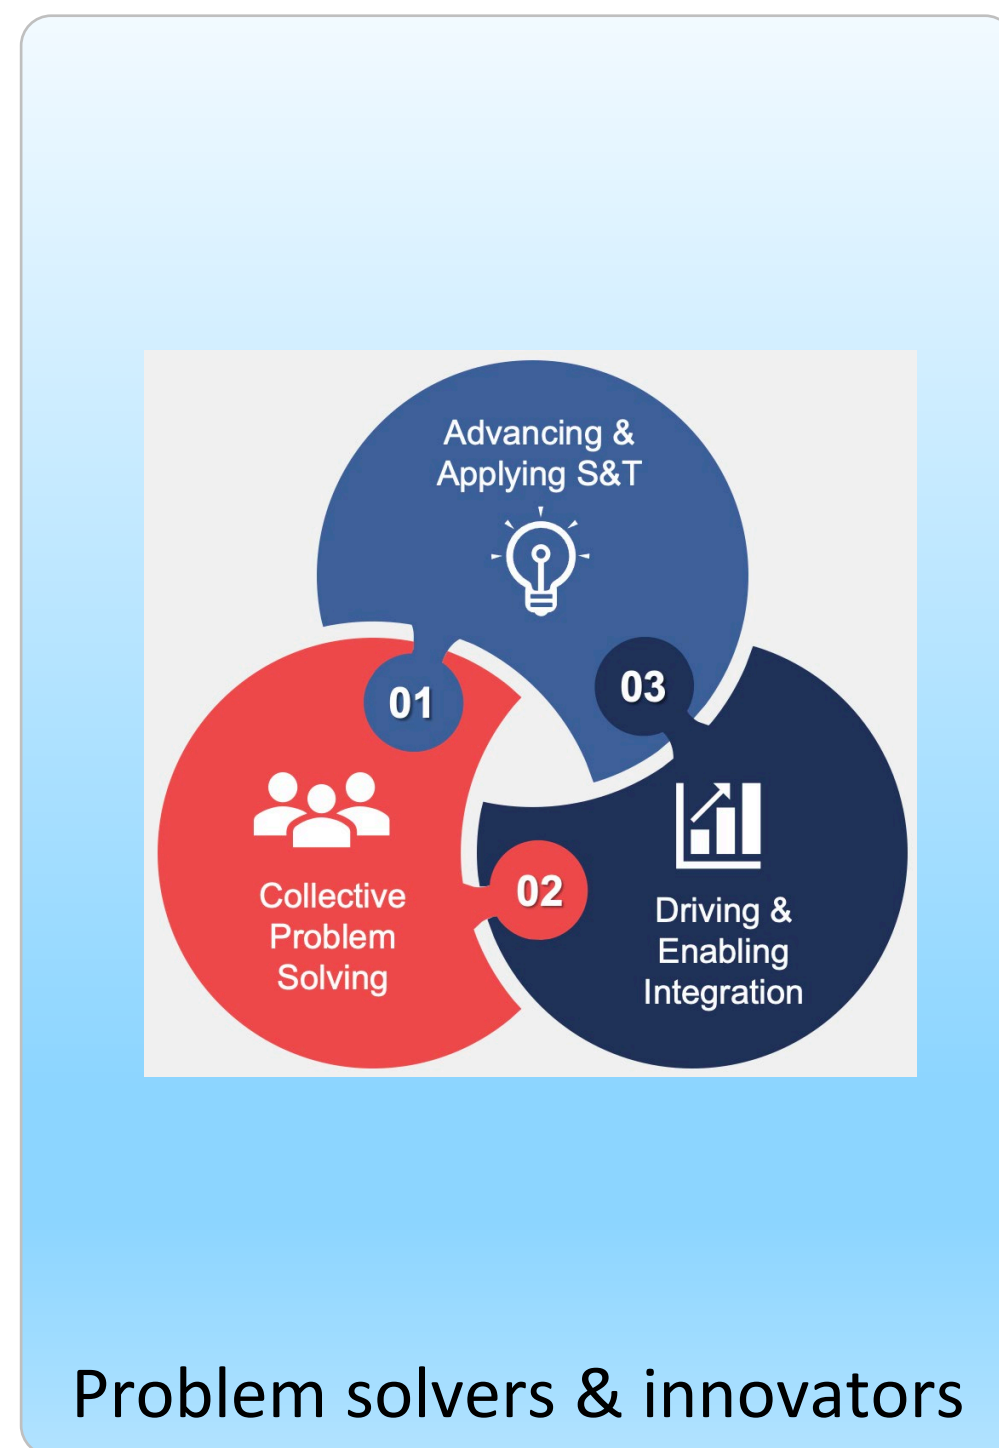 Advancing &
Applying S&T
01
03
Collective
Problem
Solving
02
Driving &
Enabling
Integration
Problem solvers & innovators